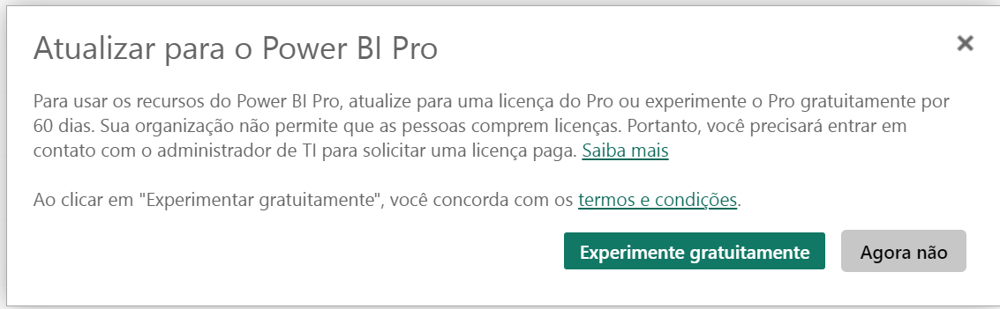 Atualizar para o Power BI Pro
Para usar os recursos do Power BI Pro, atualize para uma licença do Pro ou experimente o Pro gratuitamente por
60 dias. Sua organização não permite que as pessoas comprem licenças. Portanto, você precisará entrar em
contato com o administrador de TI para solicitar uma licença paga. Saiba mais
Ao clicar em "Experimentar gratuitamente", você concorda com os termos e condições.
Experimente gratuitamente
Agora não